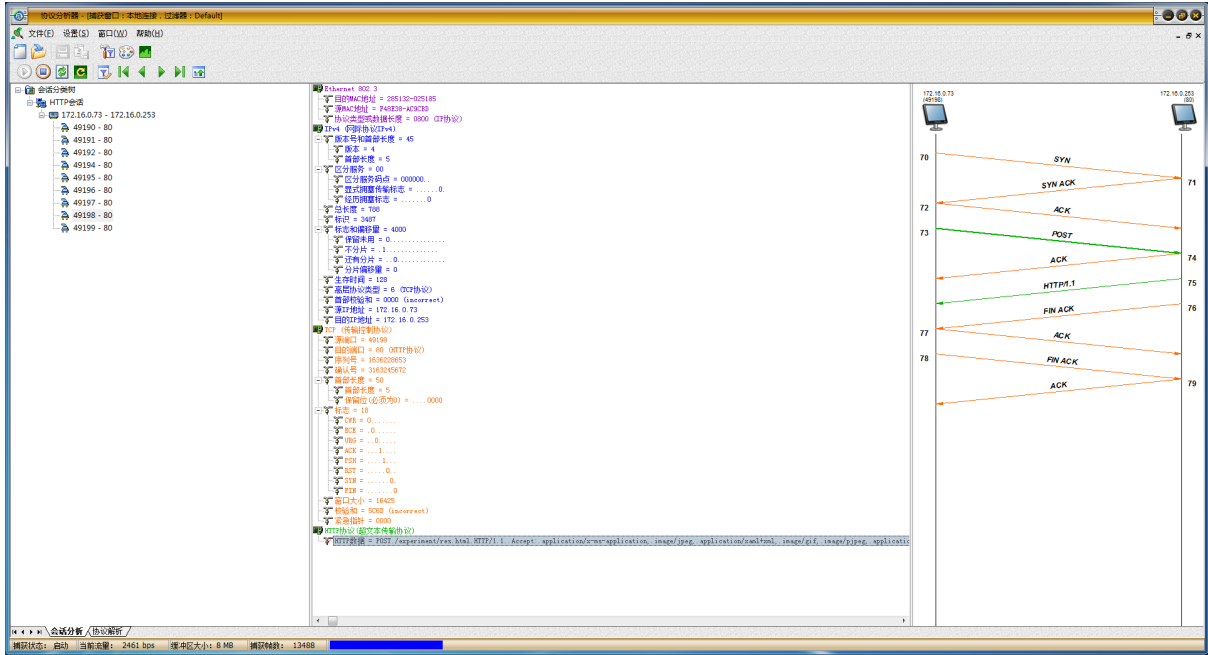 协议分析器 - [捕获窗口：本地连接，过滤器：Default]
文件(F) 设置(S) 窗口(W) 帮助(H)
会话分类树
HTTP会话
172.16.0.73 - 172.16.0.253
49190 - 80
49191 - 80
49192 - 80
49194 - 80
49195 - 80
49196 - 80
49197 - 80
49198 - 80
49199 - 80
Ethernet 802.3
目的MAC地址 = 285132-025185
源MAC地址 = F48E38-AC9CED
协议类型或数据长度 = 0800 (IP协议)
IPv4 (网际协议IPv4)
版本号和首部长度 = 45
版本 = 4
首部长度 = 5
区分服务 = 00
区分服务码点 = 000000..
显式拥塞传输标志 = ......0.
经历拥塞标志 = .......0
总长度 = 788
标识 = 3487
标志和偏移量 = 4000
保留未用 = 0...............
不分片 = .1..............
还有分片 = ..0.............
分片偏移量 = 0
生存时间 = 128
高层协议类型 = 6 (TCP协议)
首部校验和 = 0000 (incorrect)
源IP地址 = 172.16.0.73
目的IP地址 = 172.16.0.253
TCP (传输控制协议)
源端口 = 49198
目的端口 = 80 (HTTP协议)
序列号 = 1636228653
确认号 = 3163245672
首部长度 = 50
首部长度 = 5
保留位(必须为0) = ....0000
标志 = 18
CWR = 0.......
ECE = .0......
URG = ..0.....
ACK = ...1....
PSH = ....1...
RST = .....0..
SYN = ......0.
FIN = .......0
窗口大小 = 16425
校验和 = 5C6D (incorrect)
紧急指针 = 0000
HTTP协议(超文本传输协议)
HTTP数据 = POST /experiment/res.html HTTP/1.1..Accept: application/x-ms-application, image/jpeg, application/xaml+xml, image/gif, image/pjpeg, applicatic
172.16.0.73
(49198)
172.16.0.253
(80)
70
SYN
71
SYN ACK
72
ACK
73
POST
74
ACK
75
HTTP/1.1
76
FIN ACK
77
ACK
78
FIN ACK
79
ACK
会话分析 协议解析
捕获状态： 启动 当前流量： 2461 bps 缓冲区大小：8 MB 捕获帧数： 13488